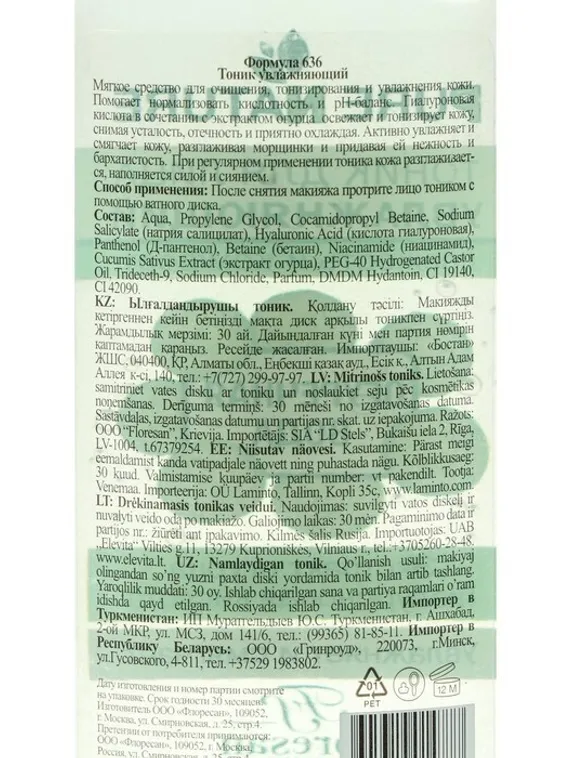 Формула 636
Тоник увлажняющий
Мягкое средство для очищения, тонизирования и увлажнения кожи.
Помогает нормализовать кислотность и pH-баланс. Гиалуроновая
кислота в сочетании с экстрактом огурца освежает и тонизирует кожу,
снимая усталость, отечность и приятно охлаждая. Активно увлажняет и
смягчает кожу, разглаживая морщинки и придавая ей нежность и
бархатистость. При регулярном применении тоника кожа разглаживает-
ся, наполняется силой и сиянием.
Способ применения: После снятия макияжа протрите лицо тоником с
помощью ватного диска.
Состав: Aqua, Propylene Glycol, Cocamidopropyl Betaine, Sodium
Salicylate (натрия салицилат), Hyaluronic Acid (кислота гиалуроновая),
Panthenol (Д-пантенол), Betaine (бетаин), Niacinamide (ниацинамид),
Cucumis Sativus Extract (экстракт огурца), PEG-40 Hydrogenated Castor
Oil, Trideceth-9, Sodium Chloride, Parfum, DMDM Hydantoin, CI 19140,
CI 42090.
KZ: Ылғалдандырушы тоник. Қолдану тәсілі: Макияжды
кетіргеннен кейін бетіңізді мақта диск арқылы тоникпен сүртіңіз.
Жарамдылық мерзімі: 30 ай. Дайындалған күні мен партия нөмірін
қаптамадан қараңыз. Ресейде жасалған. Импорттаушы: «Бостан»
ЖШС, 040400, ҚР, Алматы обл., Еңбекші қазақ ауд., Есік қ., Алтын Адам
Аллея к-сі, 140, тел.: +7(727) 299-97-97. LV: Mitrinošs toniks. Lietošana:
samitriniet vates disku ar toniku un noslaukiet seju pēc kosmētikas
noņemšanas. Derīguma termiņš: 30 mēneši no izgatavošanas datuma.
Sastāvdaļas, izgatavošanas datumu un partijas nr. skat. uz iepakojuma. Ražots:
OOO “Floresan”, Krievija. Importētājs: SIA “LD Stels”, Bukaišu iela 2, Rīga,
LV-1004, t.67379254. EE: Niisutav näovesi. Kasutamine: Pärast meigi
eemaldamist kanda vatipadjale näovett ning puhastada nägu. Kõlblikkusaeg:
30 kuud. Valmistamise kuupäev ja partii number: vt pakendilt. Tootja:
Venemaa. Importeerija: OÜ Laminto, Tallinn, Kopli 35c, www.laminto.com.
LT: Drėkinamasis tonikas veidui. Naudojimas: suvilgyti vatos diskelį ir
nuvalyti veido odą po makiažo. Galiojimo laikas: 30 mėn. Pagaminimo data ir
partijos nr.: žiūrėti ant įpakavimo. Kilmės šalis Rusija. Importuotojas: UAB
„Elevita“ Vilties g.11, 13279 Kuprioniškės, Vilniaus r., tel.:+3705260-28-48.
www.elevita.lt. UZ: Namlaydigan tonik. Qo’llanish usuli: makiyaj
olingandan so’ng yuzni paxta diski yordamida tonik bilan artib tashlang.
Yaroqlilik muddati: 30 oy. Ishlab chiqarilgan sana va partiya raqamlari o’ram
idishda qayd etilgan. Rossiyada ishlab chiqarilgan. Импортер в
Туркменистан: ИП Мураттельдыев Ю.С. Туркменистан. г. Ашхабад,
2-ой МКР, ул. МСЗ, дом 141/6, тел.: (99365) 81-85-11. Импортер в
Республику Беларусь: ООО «Гринроуд», 220073, г.Минск,
ул.Гусовского, 4-811, тел.+37529 1983802.
Дату изготовления и номер партии смотрите
на упаковке. Срок годности 30 месяцев.
Изготовитель ООО «Флоресан», 109052,
г. Москва, ул. Смирновская, д. 25, стр.4.
Претензии от потребителя принимаются:
ООО «Флоресан», 109052, Россия,
г. Москва, ул. Смирновская, д. 25,
01
PET
12 M